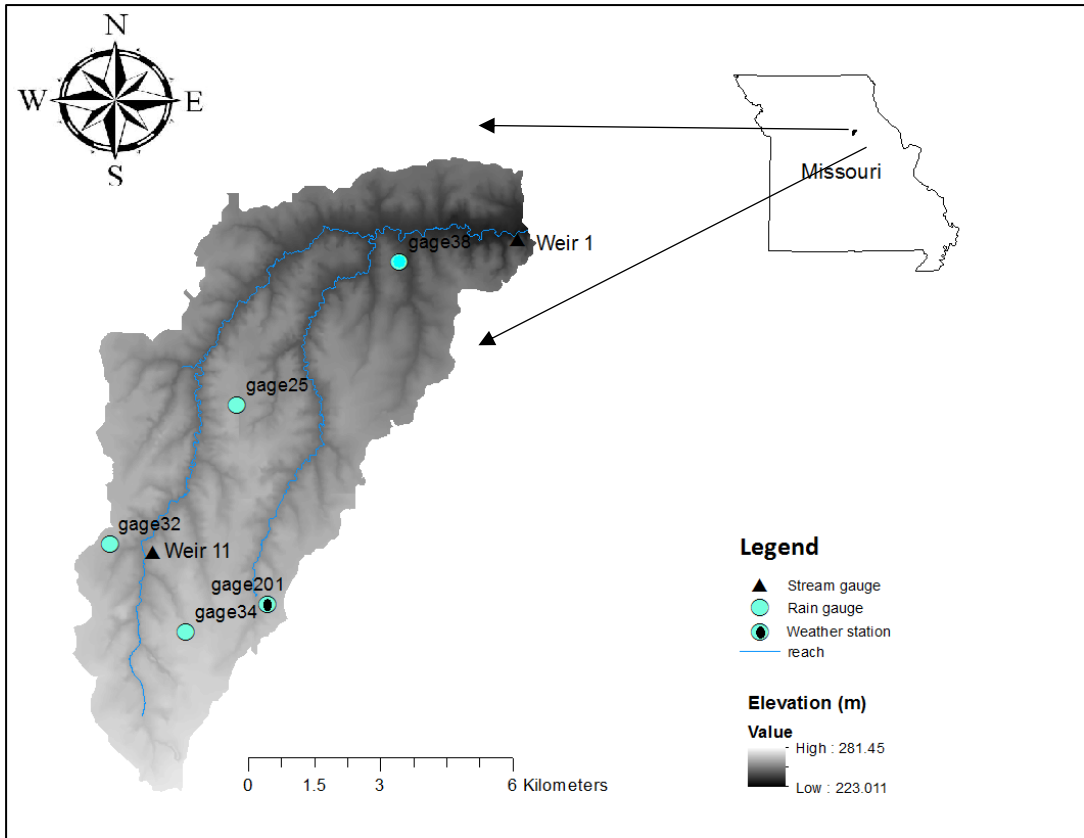 N
W E
S
Missouri
gage38
Weir 1
gage25
gage32
Weir 11
gage201
gage34
Legend
Stream gauge
Rain gauge
Weather station
reach
Elevation (m)
Value
High : 281.45
Low : 223.011
0 1.5 3 6 Kilometers